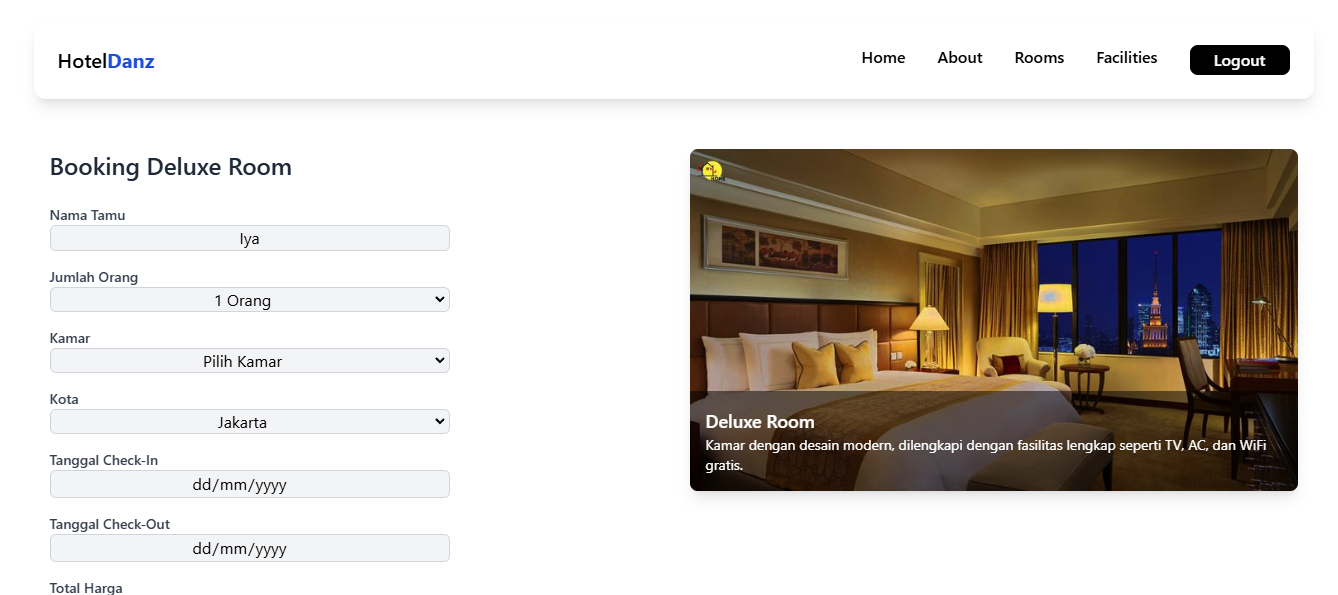 HotelDanz
Home
About
Rooms
Facilities
Logout
Booking Deluxe Room
Nama Tamu
Iya
Jumlah Orang
1 Orang
Kamar
Pilih Kamar
Kota
Jakarta
Tanggal Check-In
dd/mm/yyyy
Tanggal Check-Out
dd/mm/yyyy
Total Harga
Deluxe Room
Kamar dengan desain modern, dilengkapi dengan fasilitas lengkap seperti TV, AC, dan WiFi
gratis.